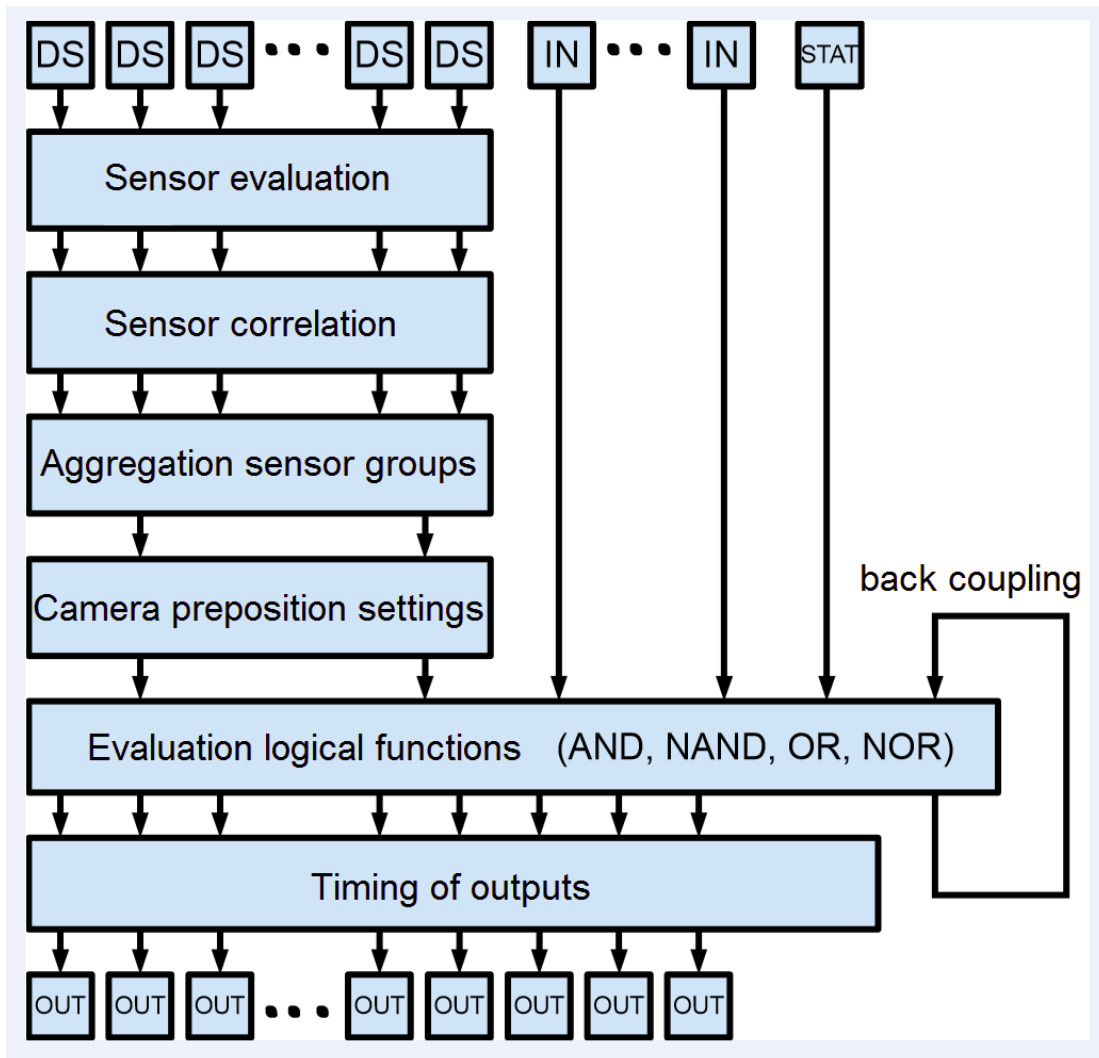 DS DS DS ... DS DS IN ... IN STAT
Sensor evaluation
Sensor correlation
Aggregation sensor groups
Camera preposition settings
back coupling
Evaluation logical functions (AND, NAND, OR, NOR)
Timing of outputs
OUT OUT OUT ... OUT OUT OUT OUT OUT